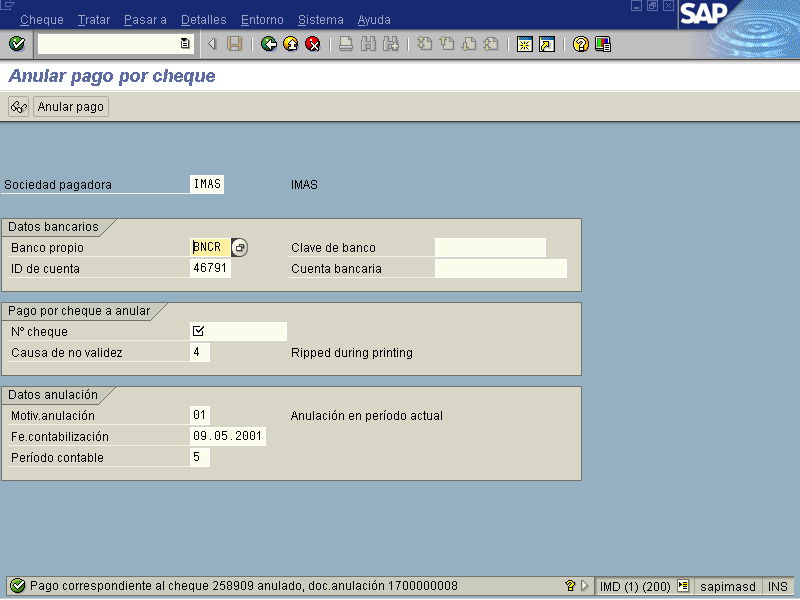 Cheque Tratar Pasar a Detalles Entorno Sistema Ayuda
SAP
Anular pago por cheque
Anular pago
Sociedad pagadora IMAS IMAS
Datos bancarios
Banco propio BNCR Clave de banco
ID de cuenta 46791 Cuenta bancaria
Pago por cheque a anular
Nº cheque
Causa de no validez 4 Ripped during printing
Datos anulación
Motiv.anulación 01 Anulación en período actual
Fe.contabilización 09.05.2001
Período contable 5
Pago correspondiente al cheque 258909 anulado, doc.anulación 1700000008 IMD (1) (200) sapimasd INS